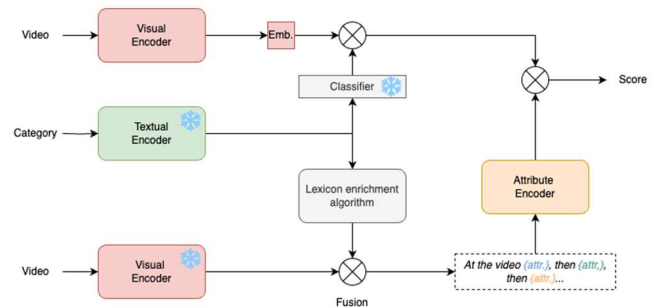 Video
Visual
Encoder
Emb.
Score
Classifier
Category
Textual
Encoder
Lexicon enrichment
algorithm
Attribute
Encoder
Video
Visual
Encoder
At the video {attr.}, then {attr,},
then {attr.}...
Fusion